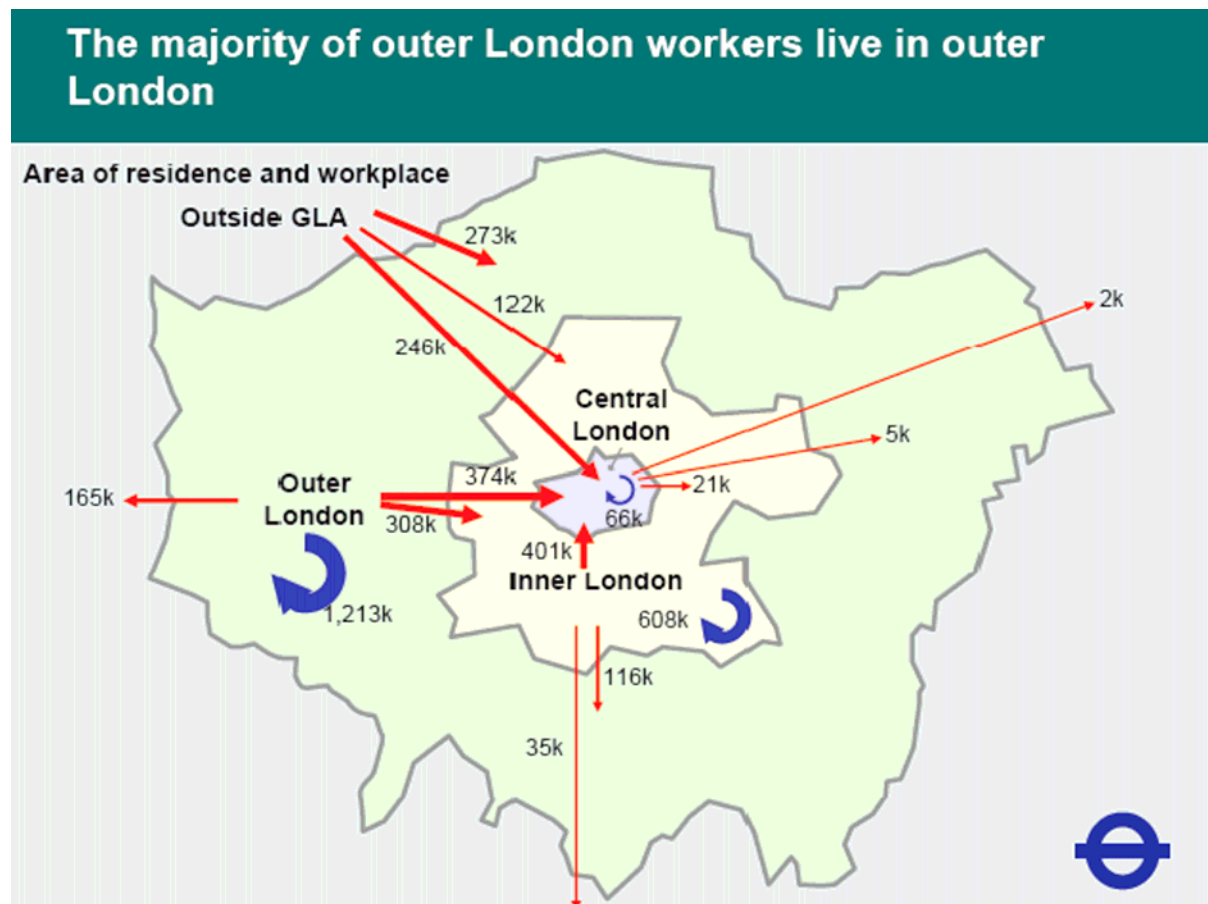 The majority of outer London workers live in outer
London
Area of residence and workplace
Outside GLA
273k
122k
246k
2k
Central
London
5k
374k
21k
Outer
London
165k
308k
66k
401k
Inner London
1,213k
608k
116k
35k